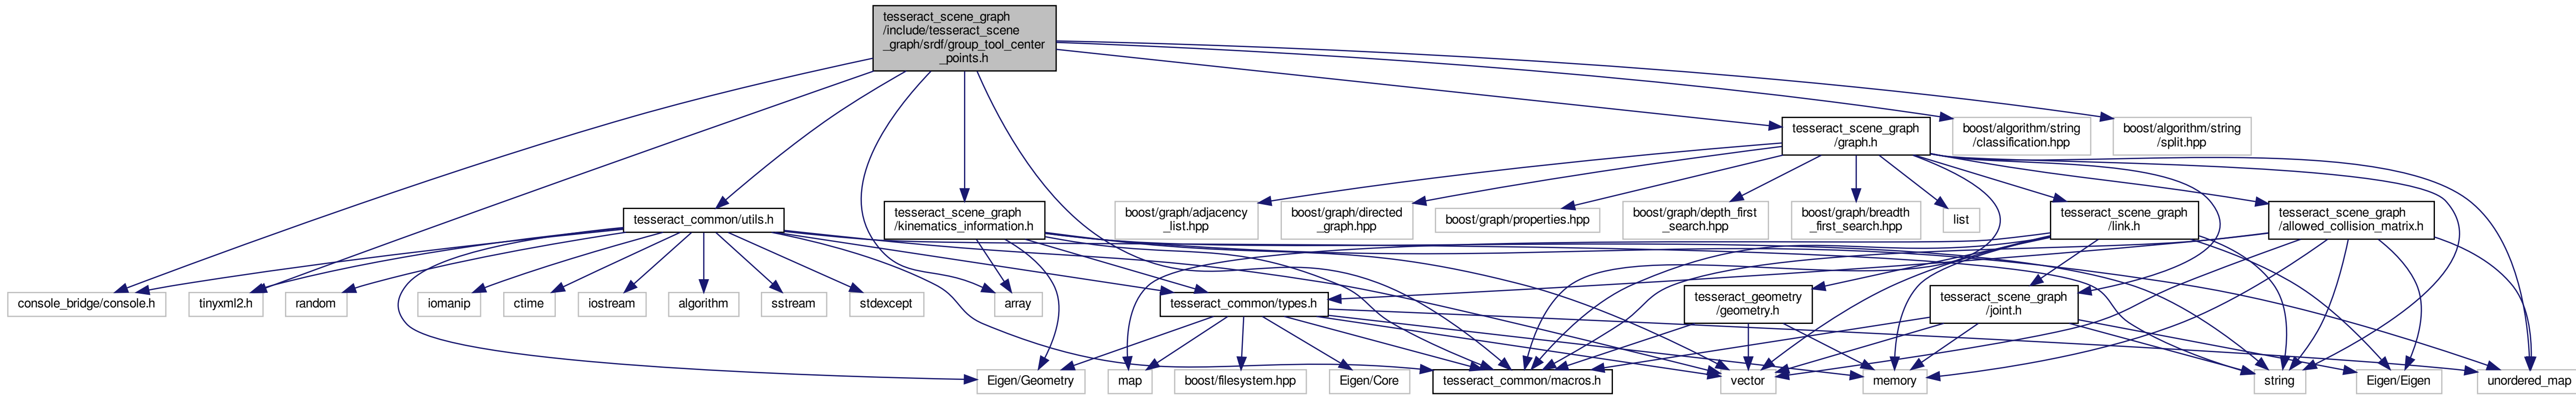 tesseract_scene_graph
/include/tesseract_scene
_graph/srdf/group_tool_center
_points.h
tesseract_scene_graph
/graph.h
boost/algorithm/string
/classification.hpp
boost/algorithm/string
/split.hpp
tesseract_common/utils.h
tesseract_scene_graph
/kinematics_information.h
boost/graph/adjacency
_list.hpp
boost/graph/directed
_graph.hpp
boost/graph/properties.hpp
boost/graph/depth_first
_search.hpp
boost/graph/breadth
_first_search.hpp
list
tesseract_scene_graph
/link.h
tesseract_scene_graph
/allowed_collision_matrix.h
console_bridge/console.h
tinyxml2.h
random
iomanip
ctime
iostream
algorithm
sstream
stdexcept
array
tesseract_common/types.h
tesseract_geometry
/geometry.h
tesseract_scene_graph
/joint.h
Eigen/Geometry
map
boost/filesystem.hpp
Eigen/Core
tesseract_common/macros.h
vector
memory
string
Eigen/Eigen
unordered_map